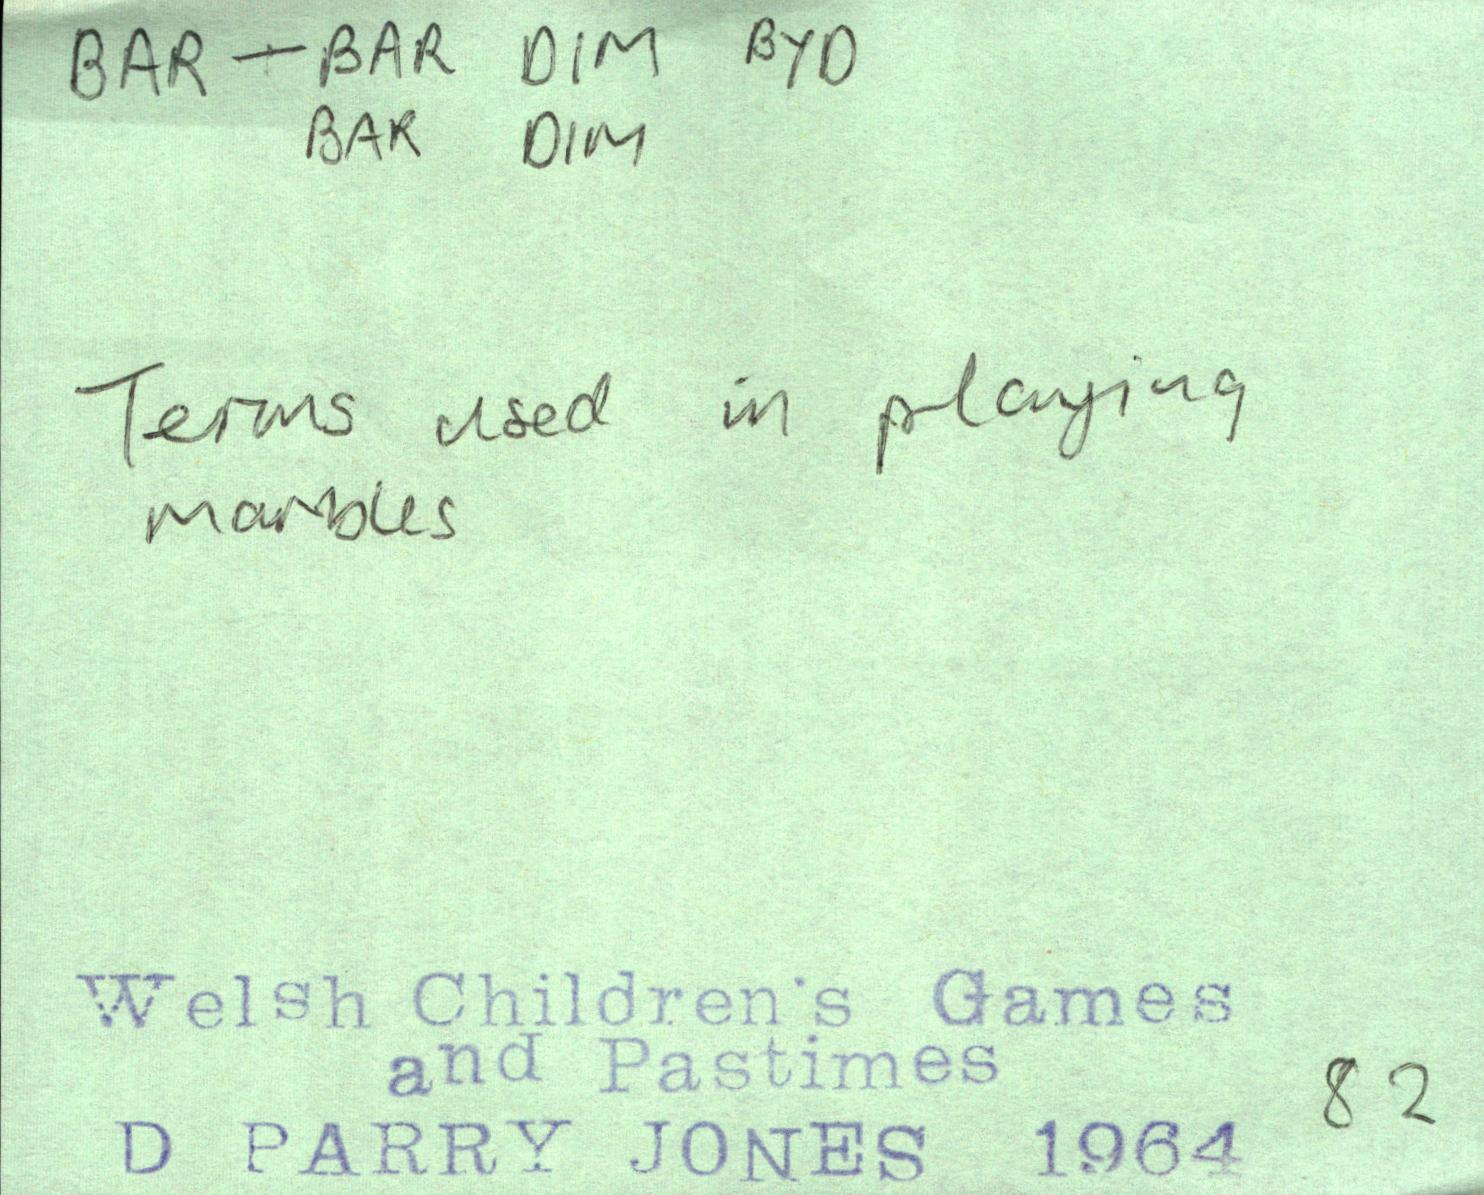 BAR - BAR DIM BYD
BAR DIM
Terms used in playing
marbles
Welsh Children's Games
and Pastimes
82
D PARRY JONES 1964